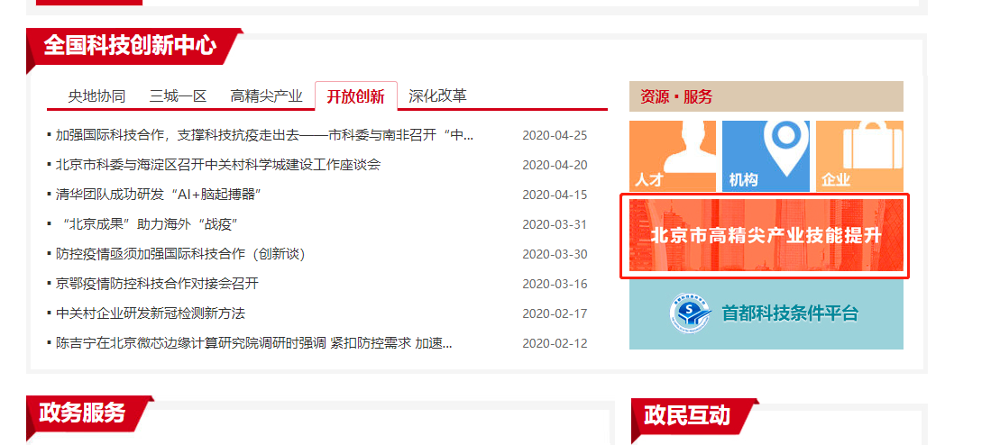 全国科技创新中心
央地协同 三城一区 高精尖产业 开放创新 深化改革
加强国际科技合作，支撑科技抗疫走出去——市科委与南非召开“中... 2020-04-25
北京市科委与海淀区召开中关村科学城建设工作座谈会 2020-04-20
清华团队成功研发“AI+脑起搏器” 2020-04-15
“北京成果”助力海外“战疫” 2020-03-31
防控疫情亟须加强国际科技合作（创新谈） 2020-03-30
京鄂疫情防控科技合作对接会召开 2020-03-16
中关村企业研发新冠检测新方法 2020-02-17
陈吉宁在北京微芯边缘计算研究院调研时强调 紧扣防控需求 加速... 2020-02-12
资源·服务
人才 机构 企业
北京市高精尖产业技能提升
首都科技条件平台
政务服务
政民互动